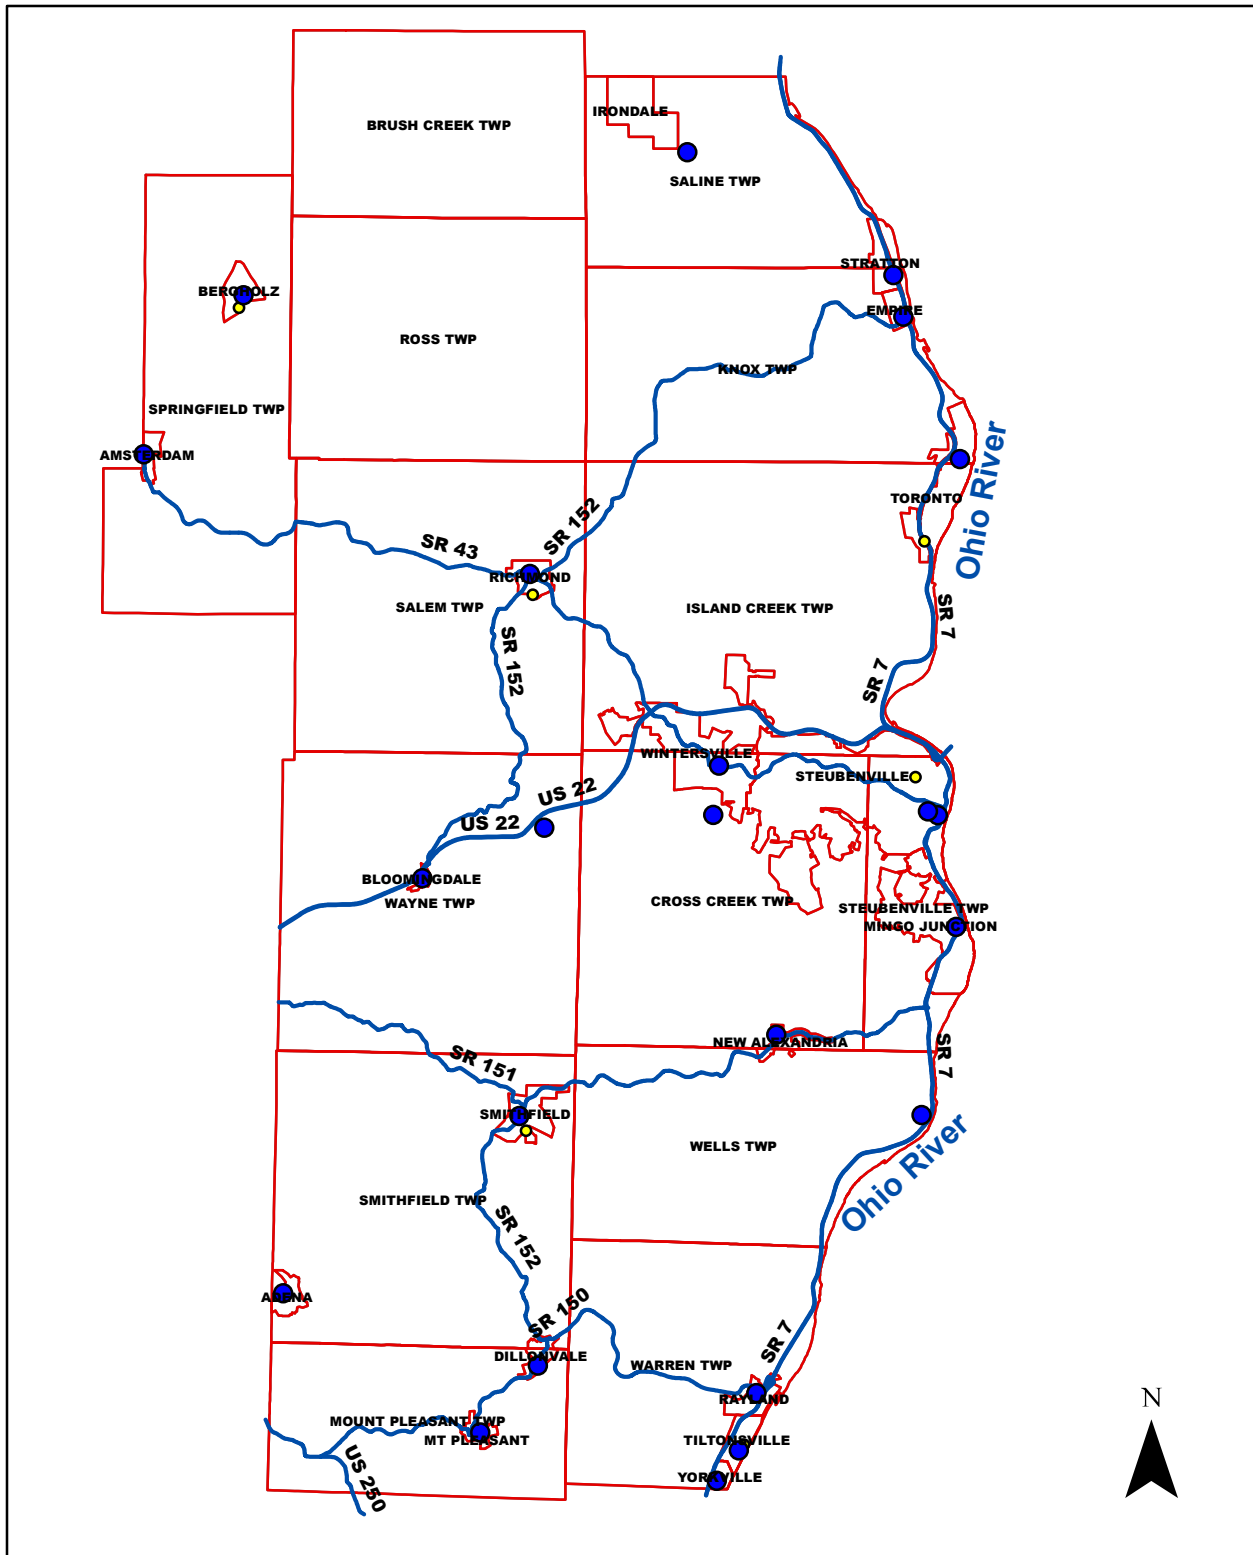 IRONDALE
BRUSH CREEK TWP
SALINE TWP
STRATTON
BERGHOLZ
EMPIRE
ROSS TWP
KNOX TWP
SPRINGFIELD TWP
AMSTERDAM
Ohio River
TORONTO
SR 152
SR 43
RICHMOND
SALEM TWP
ISLAND CREEK TWP
SR 7
SR 152
SR 7
WINTERSVILLE
STEUBENVILLE
US 22
US 22
BLOOMINGDALE
WAYNE TWP
CROSS CREEK TWP
STEUBENVILLE TWP
MINGO JUNCTION
NEW ALEXANDRIA
SR 7
SR 151
SMITHFIELD
WELLS TWP
Ohio River
SMITHFIELD TWP
SR 152
ADENA
SR 150
SR 7
DILLONVALE
WARREN TWP
RAYLAND
N
MOUNT PLEASANT TWP
MT PLEASANT
TILTONSVILLE
YORKVILLE
US 250